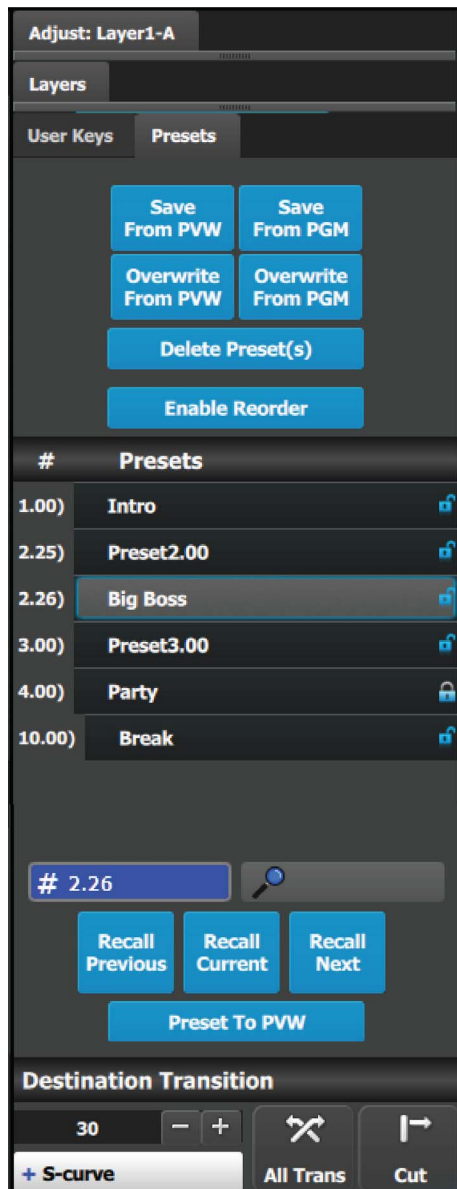 Adjust: Layer1-A
Layers
User Keys Presets
Save Save
From PVW From PGM
Overwrite Overwrite
From PVW From PGM
Delete Preset(s)
Enable Reorder
# Presets
1.00) Intro
2.25) Preset2.00
2.26) Big Boss
3.00) Preset3.00
4.00) Party
10.00) Break
# 2.26
Recall Recall Recall
Previous Current Next
Preset To PVW
Destination Transition
30 − +
+ S-curve All Trans Cut